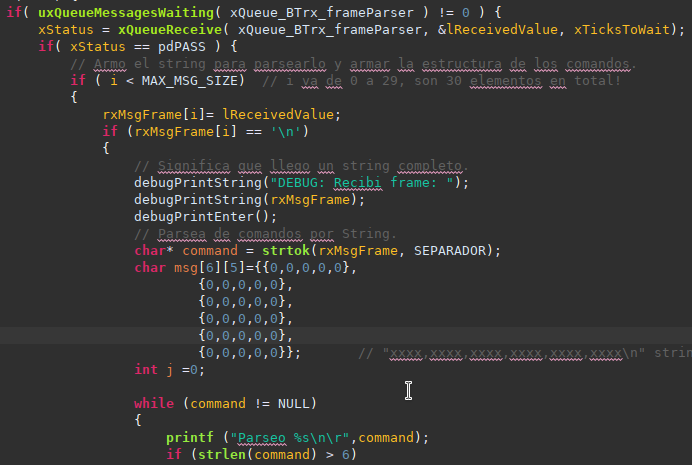 if( uxQueueMessagesWaiting( xQueue_BTrx_frameParser ) != 0 ) {
xStatus = xQueueReceive( xQueue_BTrx_frameParser, &lReceivedValue, xTicksToWait);
if( xStatus == pdPASS ) {
// Armo el string para parsearlo y armar la estructura de los comandos.
if ( i < MAX_MSG_SIZE)  // i va de 0 a 29, son 30 elementos en total!
{
rxMsgFrame[i]= lReceivedValue;
if (rxMsgFrame[i] == '\n')
{
// Significa que llego un string completo.
debugPrintString("DEBUG: Recibi frame: ");
debugPrintString(rxMsgFrame);
debugPrintEnter();
// Parsea de comandos por String.
char* command = strtok(rxMsgFrame, SEPARADOR);
char msg[6][5]={{0,0,0,0,0},
{0,0,0,0,0},
{0,0,0,0,0},
{0,0,0,0,0},
{0,0,0,0,0},
{0,0,0,0,0}};       // "xxxx,xxxx,xxxx,xxxx,xxxx,xxxx\n" strin
int j =0;
while (command != NULL)
{
printf ("Parseo %s\n\r",command);
if (strlen(command) > 6)